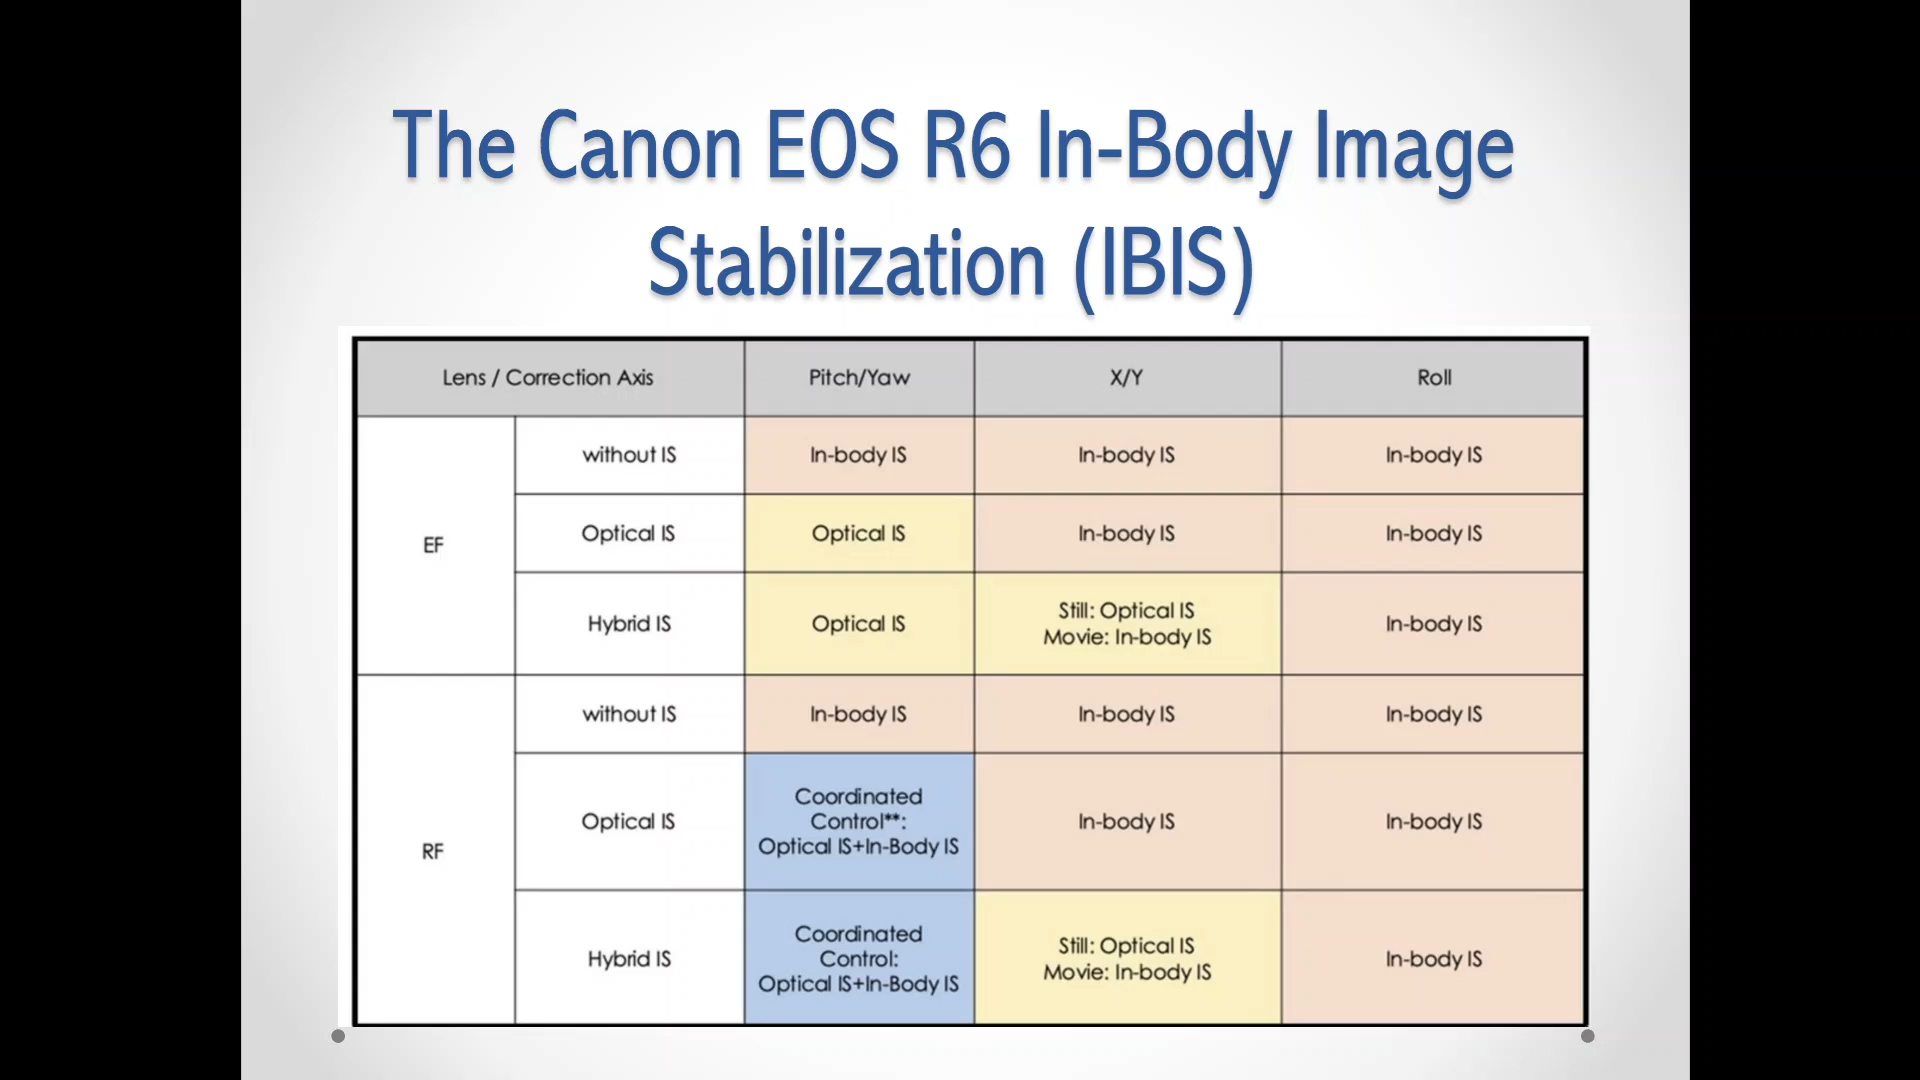 The Canon EOS R6 In-Body Image
Stabilization (IBIS)
Lens / Correction Axis
Pitch/Yaw
X/Y
Roll
EF
without IS
In-body IS
In-body IS
In-body IS
Optical IS
Optical IS
In-body IS
In-body IS
Hybrid IS
Optical IS
Still: Optical IS
Movie: In-body IS
In-body IS
RF
without IS
In-body IS
In-body IS
In-body IS
Optical IS
Coordinated
Control**:
Optical IS+In-Body IS
In-body IS
In-body IS
Hybrid IS
Coordinated
Control:
Optical IS+In-Body IS
Still: Optical IS
Movie: In-body IS
In-body IS